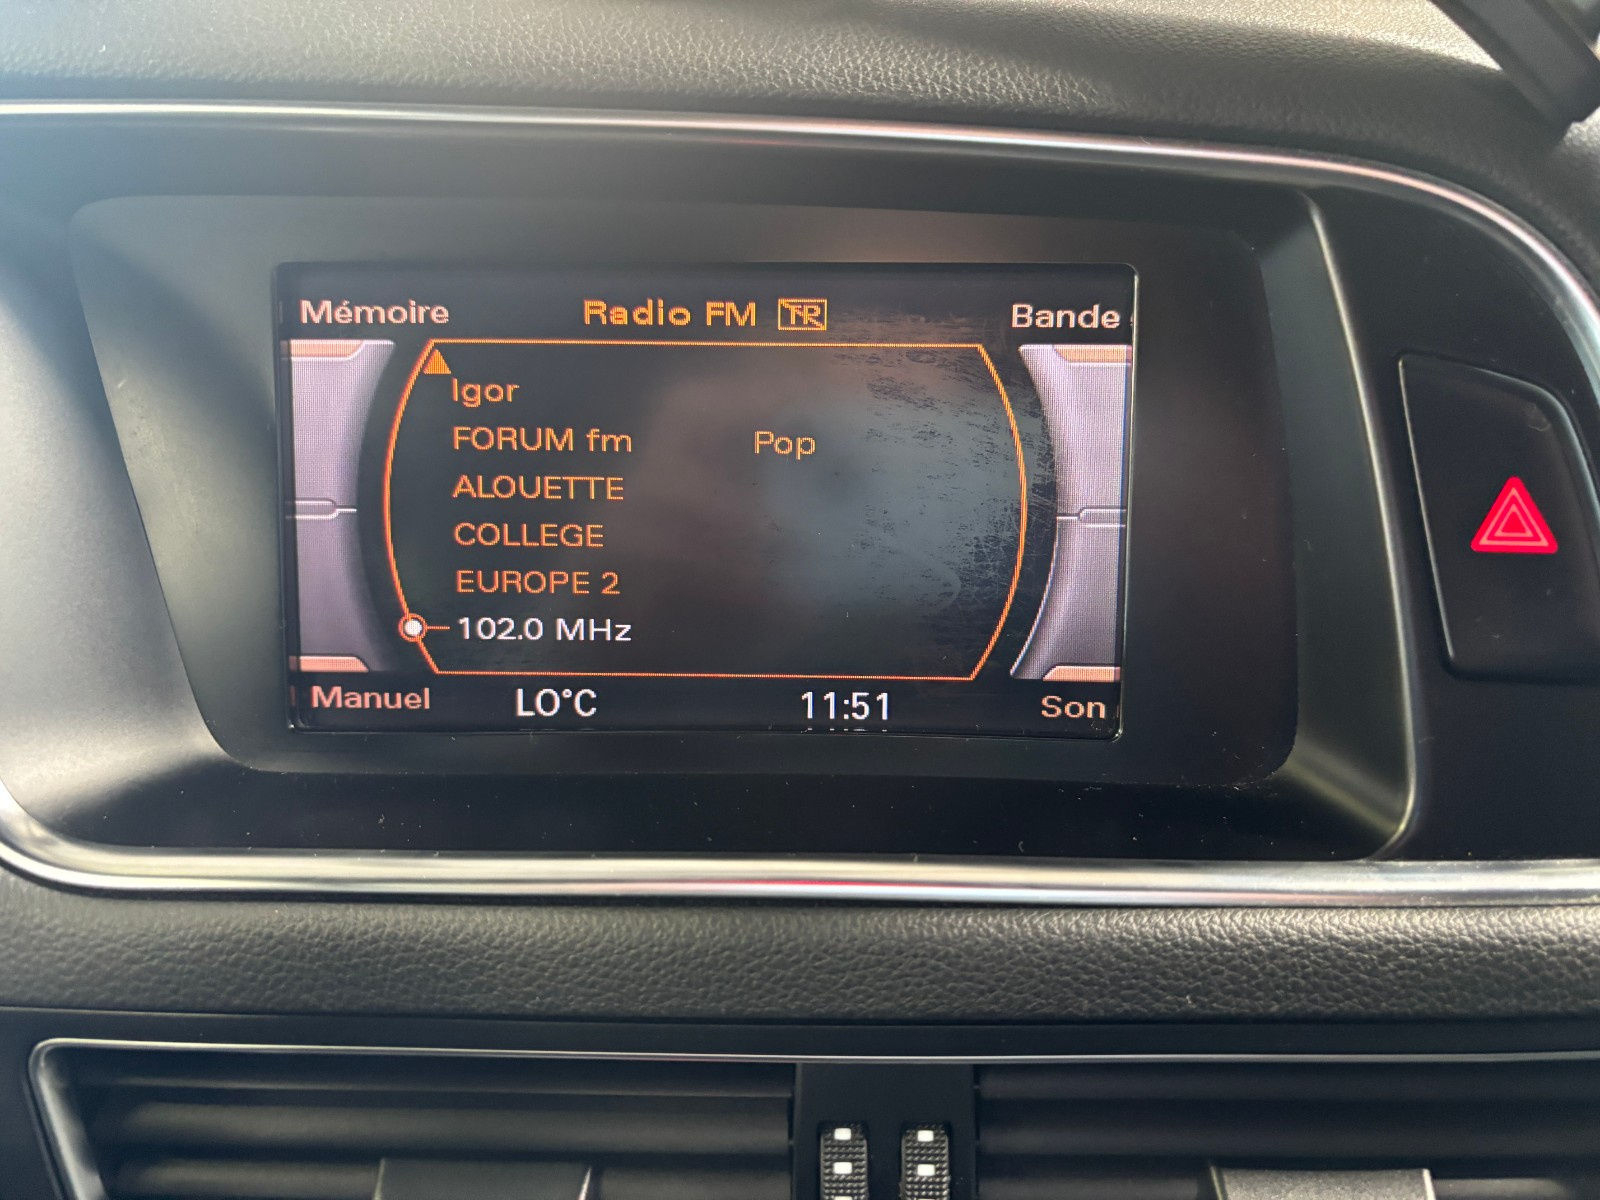 Mémoire Radio FM TR Bande
Igor
FORUM fm Pop
ALOUETTE
COLLEGE
EUROPE 2
102.0 MHz
Manuel LO°C 11:51 Son